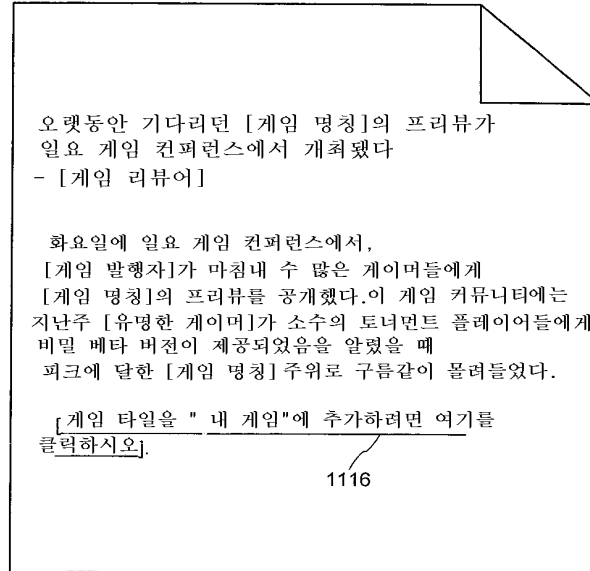 오랫동안 기다리던 [게임 명칭]의 프리뷰가
일요 게임 컨퍼런스에서 개최됐다
- [게임 리뷰어]
화요일에 일요 게임 컨퍼런스에서,
[게임 발행자]가 마침내 수 많은 게이머들에게
[게임 명칭]의 프리뷰를 공개했다.이 게임 커뮤니티에는
지난주 [유명한 게이머]가 소수의 토너먼트 플레이어들에게
비밀 베타 버전이 제공되었음을 알렸을 때
피크에 달한 [게임 명칭]주위로 구름같이 몰려들었다.
[게임 타일을 " 내 게임"에 추가하려면 여기를
클릭하시오].
1116